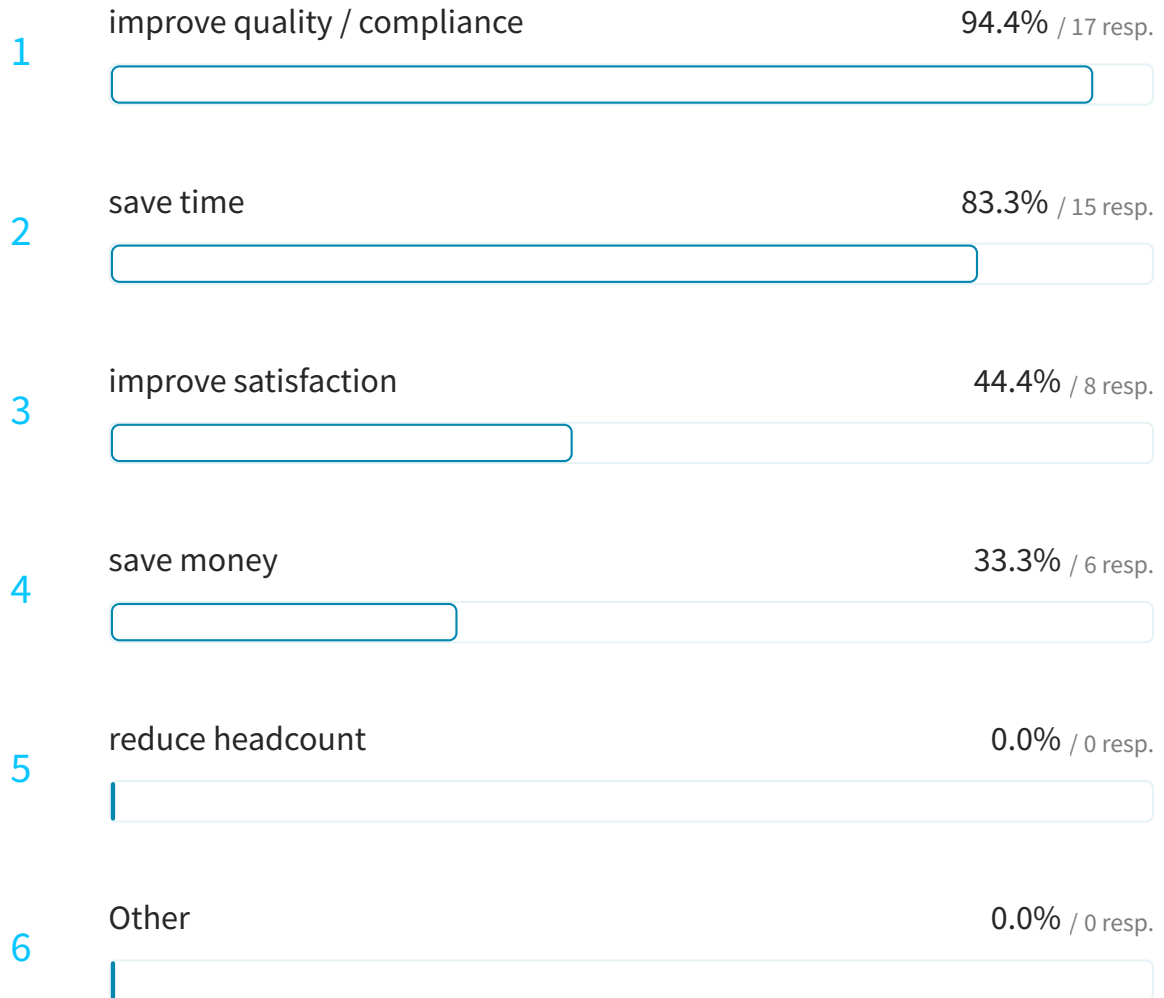 1 improve quality / compliance 94.4% / 17 resp.
2 save time 83.3% / 15 resp.
3 improve satisfaction 44.4% / 8 resp.
4 save money 33.3% / 6 resp.
5 reduce headcount 0.0% / 0 resp.
6 Other 0.0% / 0 resp.